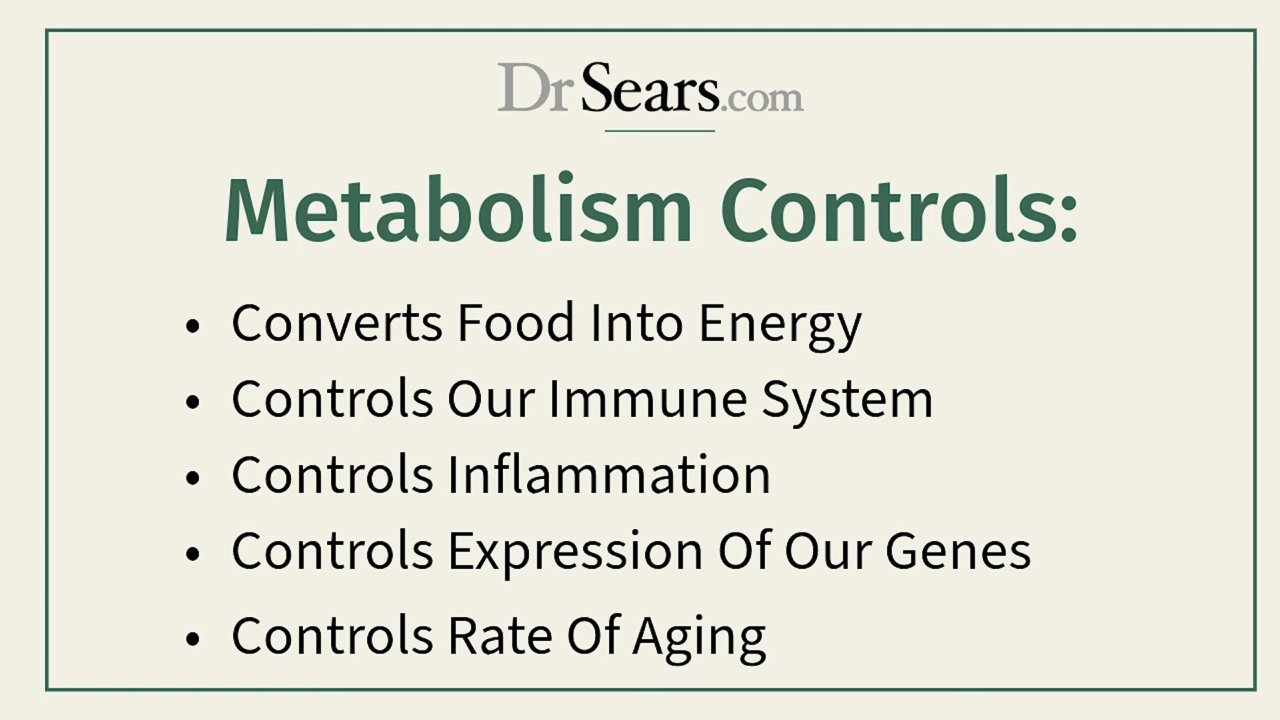 DrSears.com
Metabolism Controls:
• Converts Food Into Energy
• Controls Our Immune System
• Controls Inflammation
• Controls Expression Of Our Genes
• Controls Rate Of Aging